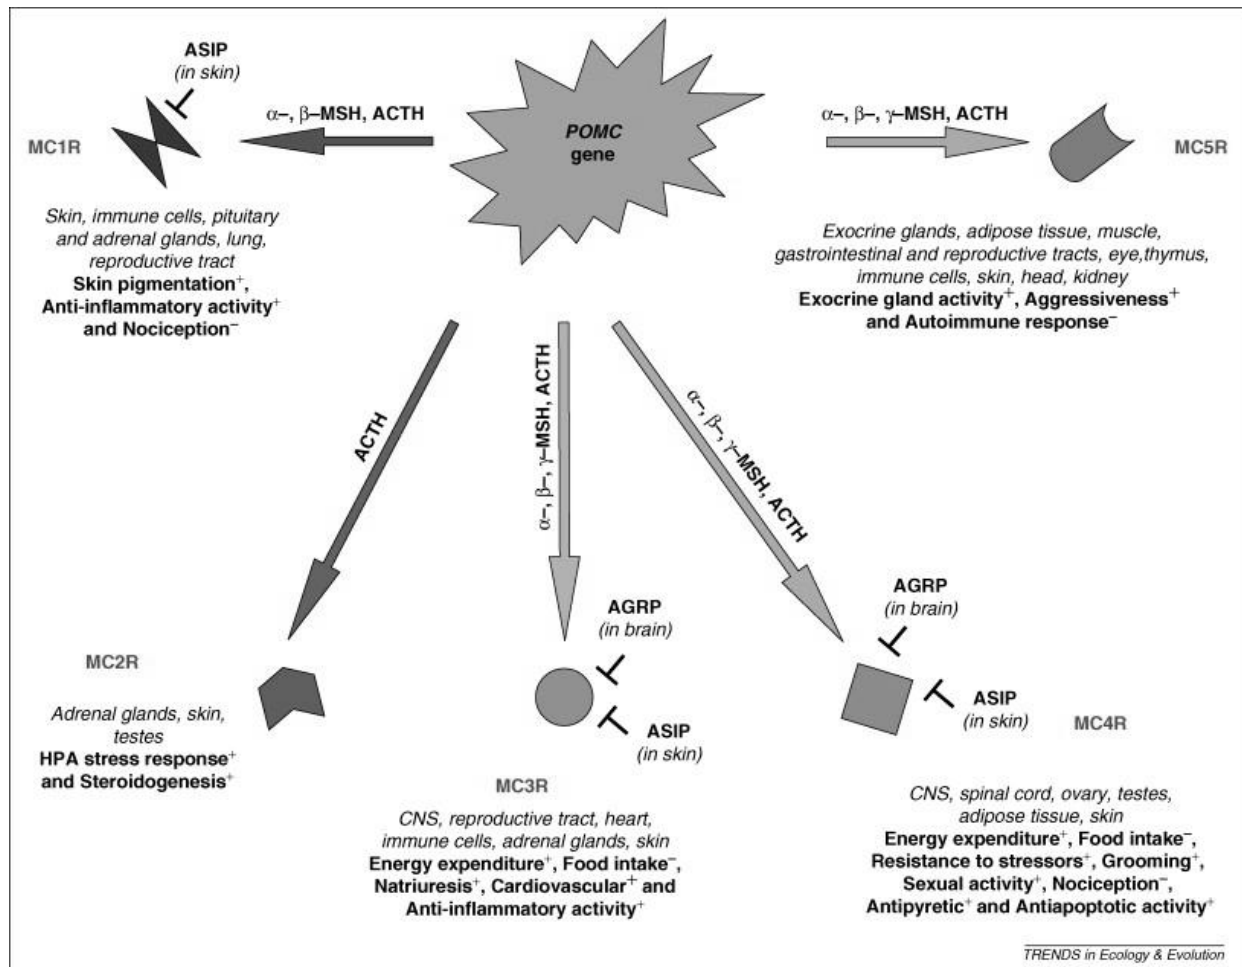 ASIP
(in skin)
α–, β–MSH, ACTH
MC1R
Skin, immune cells, pituitary
and adrenal glands, lung,
reproductive tract
Skin pigmentation⁺,
Anti-inflammatory activity⁺
and Nociception⁻
POMC
gene
α–, β–, γ–MSH, ACTH
MC5R
Exocrine glands, adipose tissue, muscle,
gastrointestinal and reproductive tracts, eye,thymus,
immune cells, skin, head, kidney
Exocrine gland activity⁺, Aggressiveness⁺
and Autoimmune response⁻
ACTH
α–, β–, γ–MSH, ACTH
α–, β–, γ–MSH, ACTH
MC2R
Adrenal glands, skin,
testes
HPA stress response⁺
and Steroidogenesis⁺
AGRP
(in brain)
ASIP
(in skin)
MC3R
CNS, reproductive tract, heart,
immune cells, adrenal glands, skin
Energy expenditure⁺, Food intake⁻,
Natriuresis⁺, Cardiovascular⁺ and
Anti-inflammatory activity⁺
AGRP
(in brain)
ASIP
(in skin)
MC4R
CNS, spinal cord, ovary, testes,
adipose tissue, skin
Energy expenditure⁺, Food intake⁻,
Resistance to stressors⁺, Grooming⁺,
Sexual activity⁺, Nociception⁻,
Antipyretic⁺ and Antiapoptotic activity⁺
TRENDS in Ecology & Evolution